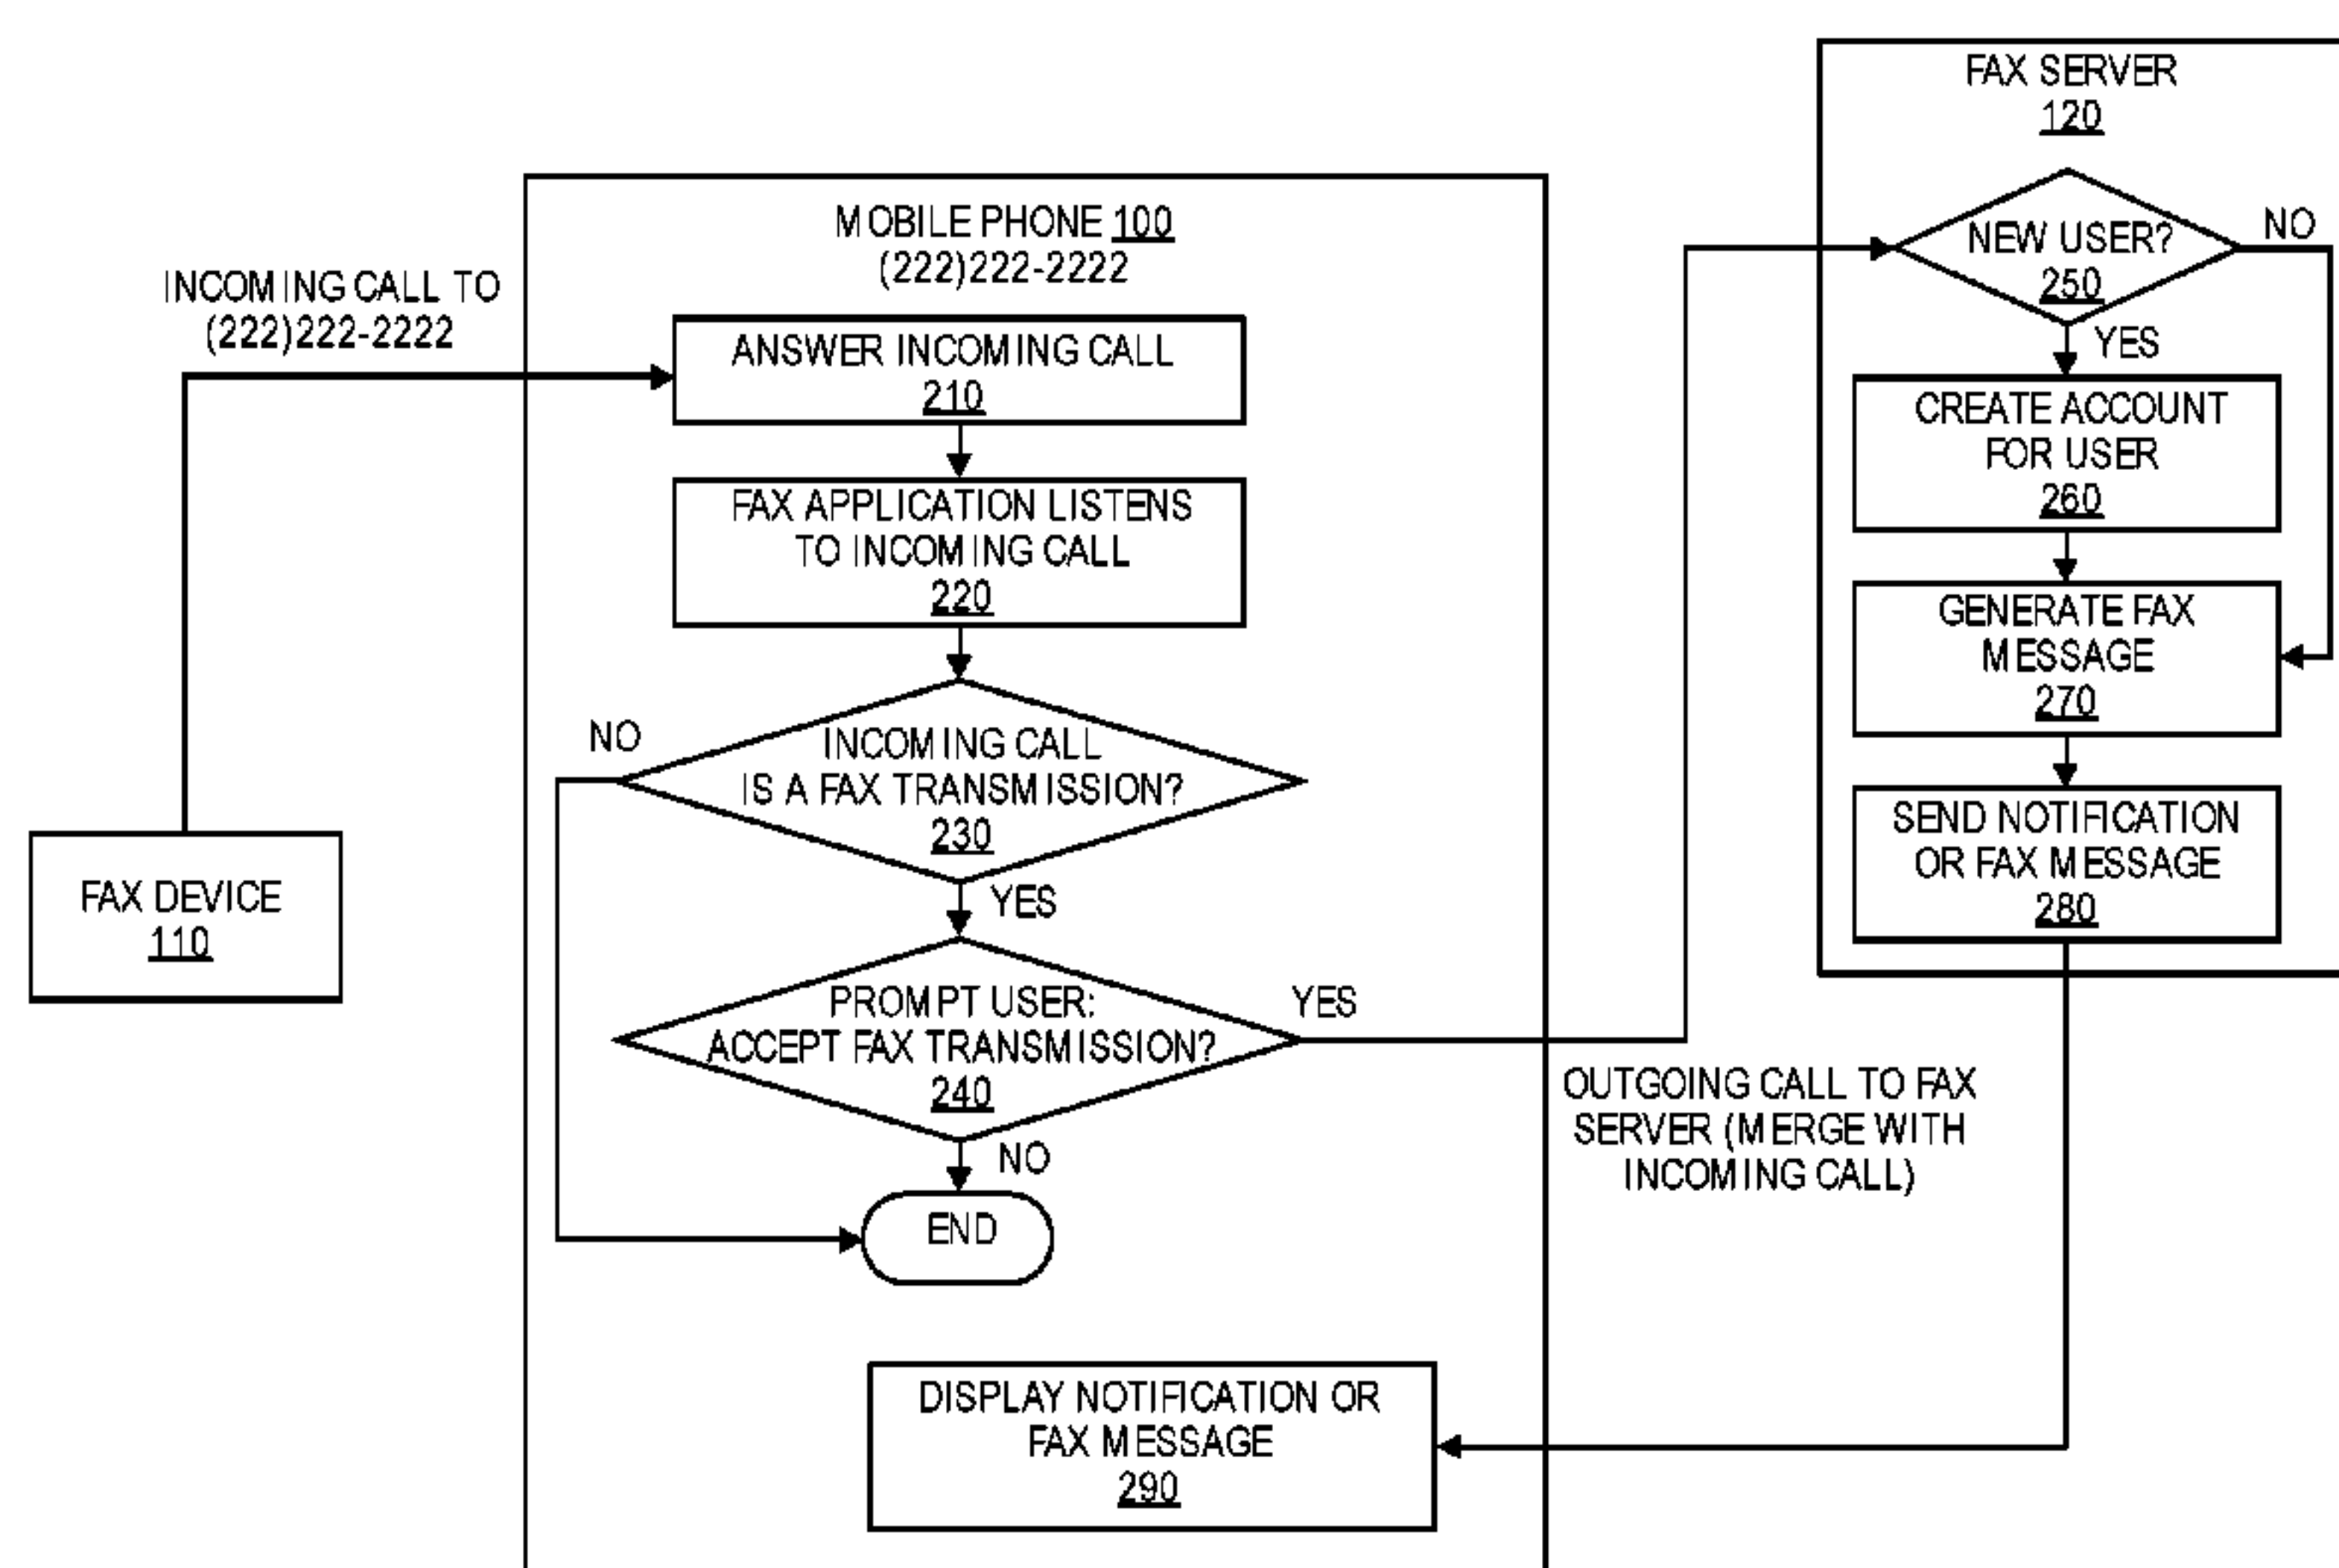 FAX SERVER
120
MOBILE PHONE 100
(222)222-2222
INCOMING CALL TO
(222)222-2222
ANSWER INCOMING CALL
210
FAX APPLICATION LISTENS
TO INCOMING CALL
220
NO
INCOMING CALL
IS A FAX TRANSMISSION?
230
YES
FAX DEVICE
110
PROMPT USER:
ACCEPT FAX TRANSMISSION?
240
YES
NO
END
OUTGOING CALL TO FAX
SERVER (MERGE WITH
INCOMING CALL)
NEW USER?
250
NO
YES
CREATE ACCOUNT
FOR USER
260
GENERATE FAX
MESSAGE
270
SEND NOTIFICATION
OR FAX MESSAGE
280
DISPLAY NOTIFICATION OR
FAX MESSAGE
290